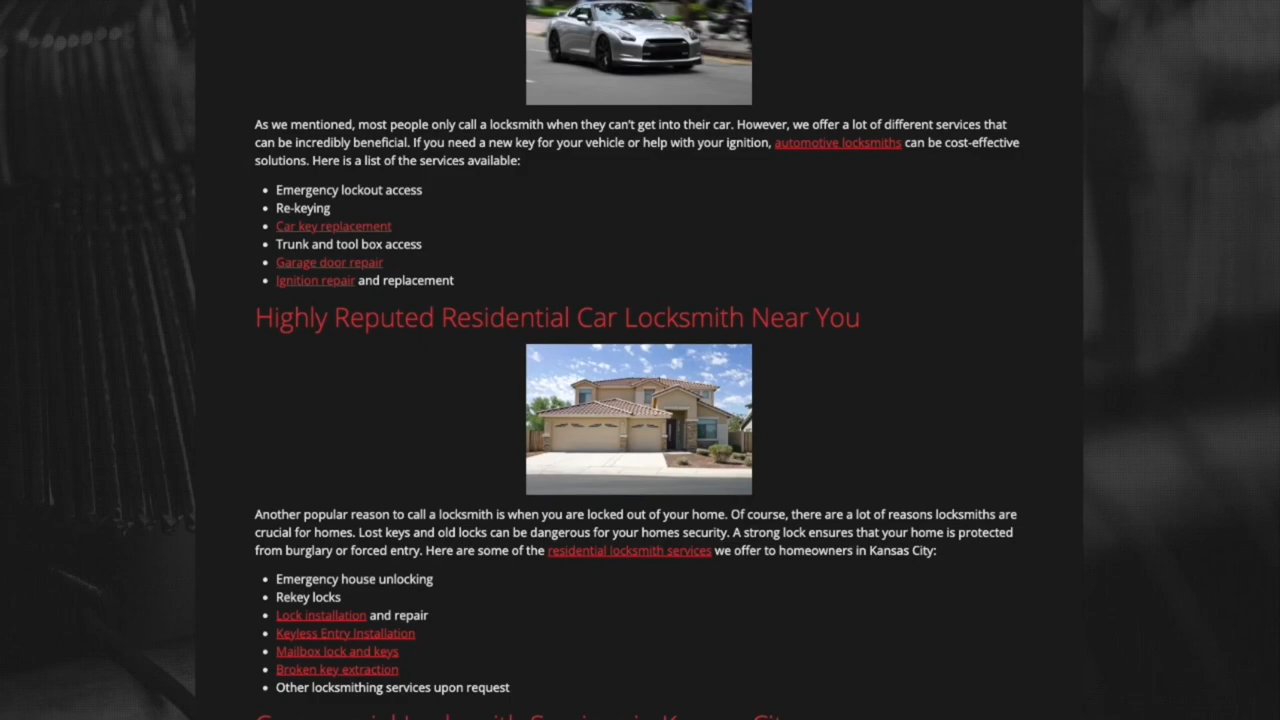 As we mentioned, most people only call a locksmith when they can't get into their car. However, we offer a lot of different services that
can be incredibly beneficial. If you need a new key for your vehicle or help with your ignition, automotive locksmiths can be cost-effective
solutions. Here is a list of the services available:
Emergency lockout access
Re-keying
Car key replacement
Trunk and tool box access
Garage door repair
Ignition repair and replacement
Highly Reputed Residential Car Locksmith Near You
Another popular reason to call a locksmith is when you are locked out of your home. Of course, there are a lot of reasons locksmiths are
crucial for homes. Lost keys and old locks can be dangerous for your homes security. A strong lock ensures that your home is protected
from burglary or forced entry. Here are some of the residential locksmith services we offer to homeowners in Kansas City:
Emergency house unlocking
Rekey locks
Lock installation and repair
Keyless Entry Installation
Mailbox lock and keys
Broken key extraction
Other locksmithing services upon request